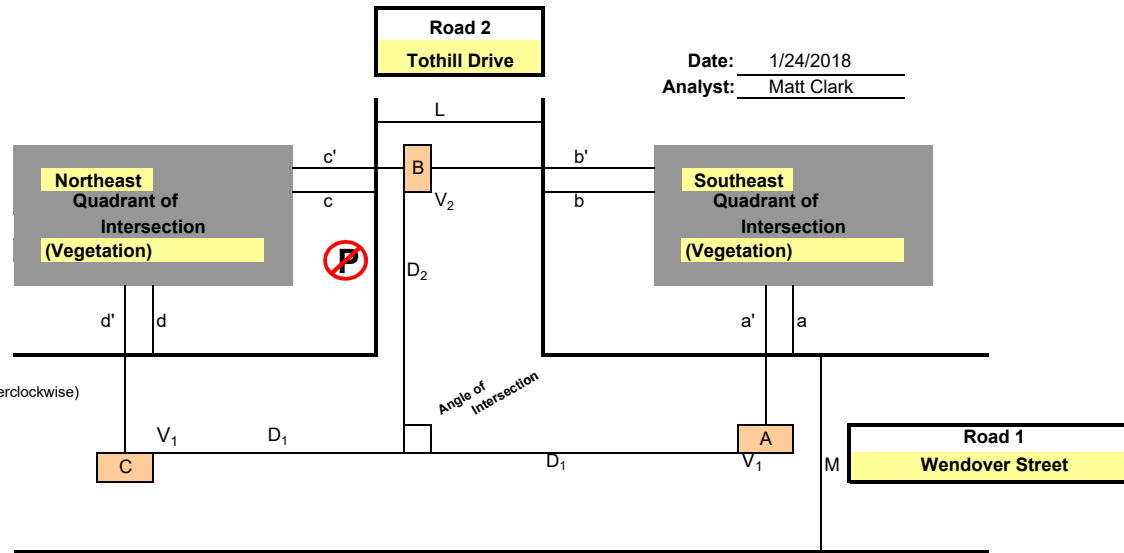 Road 2
Tothill Drive
Date: 1/24/2018
Analyst: Matt Clark
L
c' B b'
Northeast
Quadrant of
Intersection
(Vegetation)
c V2 b
Southeast
Quadrant of
Intersection
(Vegetation)
P
D2
d' d a' a
erclockwise)
Angle of
Intersection
V1 D1 A
C D1 V1 M
Road 1
Wendover Street